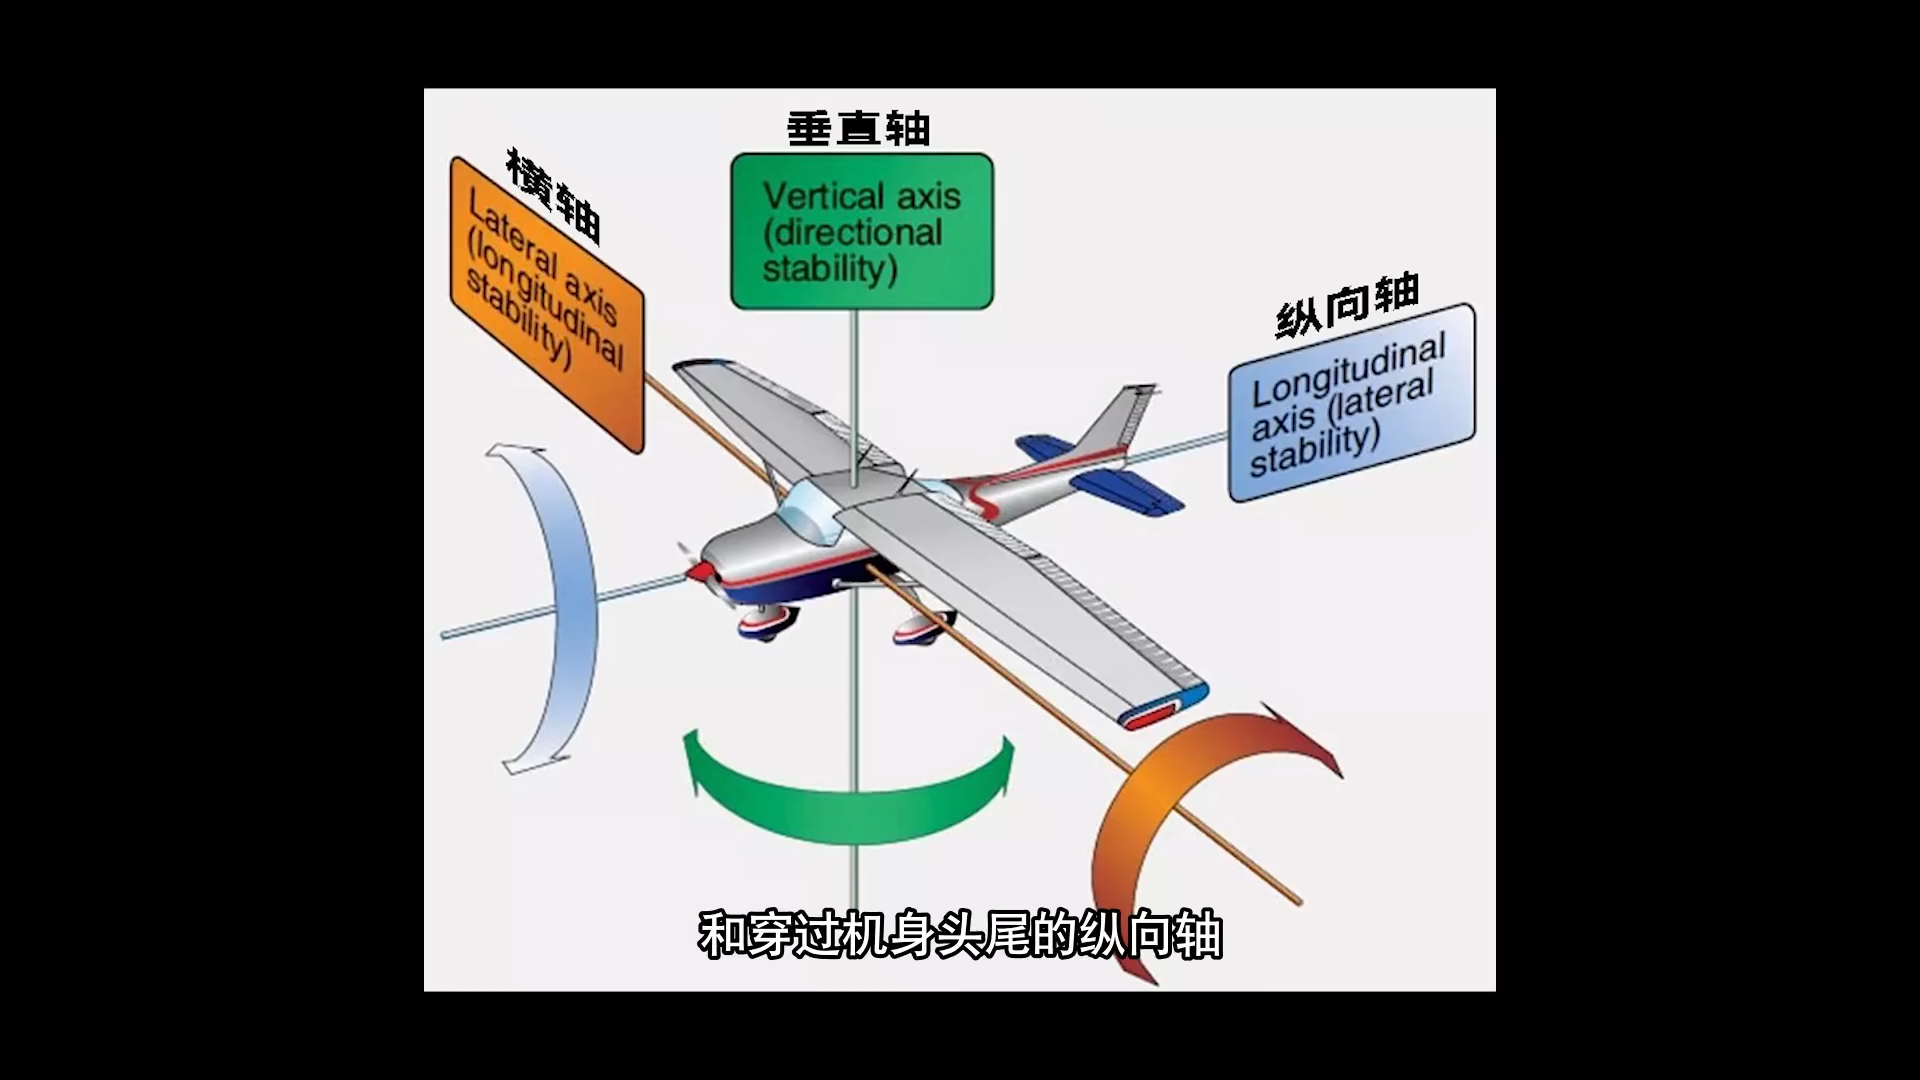 垂直轴
Vertical axis
(directional
stability)
横轴
Lateral axis
(longitudinal
stability)
纵向轴
Longitudinal
axis (lateral
stability)
和穿过机身头尾的纵向轴